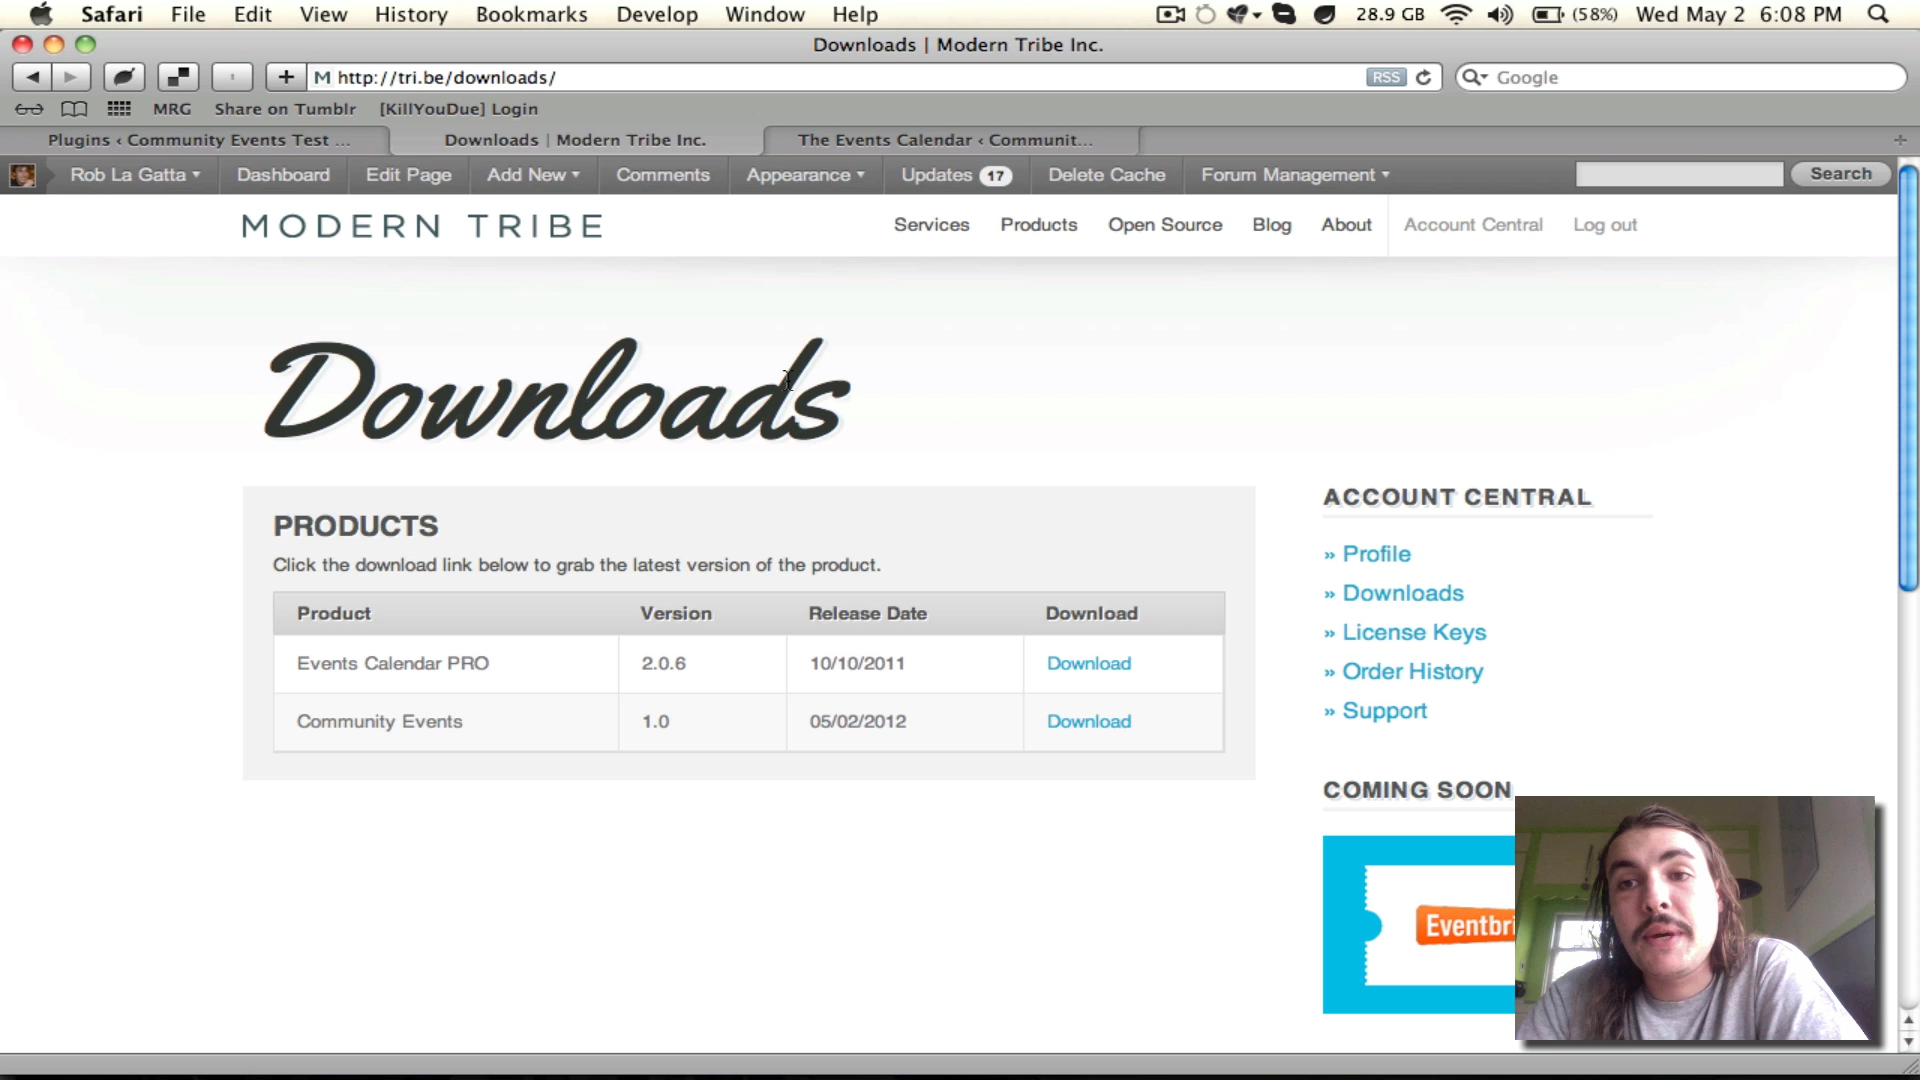 Safari File Edit View History Bookmarks Develop Window Help 28.9 GB (58%) Wed May 2 6:08 PM
Downloads | Modern Tribe Inc.
M http://tri.be/downloads/ RSS Google
MRG Share on Tumblr [KillYouDue] Login
Plugins ‹ Community Events Test ... Downloads | Modern Tribe Inc. The Events Calendar ‹ Communit...
Rob La Gatta Dashboard Edit Page Add New Comments Appearance Updates 17 Delete Cache Forum Management Search
MODERN TRIBE Services Products Open Source Blog About Account Central Log out
Downloads
PRODUCTS
Click the download link below to grab the latest version of the product.
Product Version Release Date Download
Events Calendar PRO 2.0.6 10/10/2011 Download
Community Events 1.0 05/02/2012 Download
ACCOUNT CENTRAL
» Profile
» Downloads
» License Keys
» Order History
» Support
COMING SOON
Eventbri